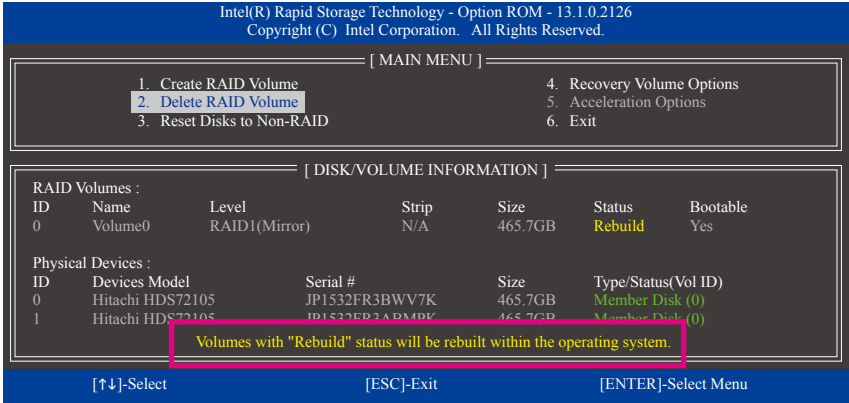 Intel(R) Rapid Storage Technology - Option ROM - 13.1.0.2126
Copyright (C) Intel Corporation. All Rights Reserved.
[ MAIN MENU ]
1. Create RAID Volume
2. Delete RAID Volume
3. Reset Disks to Non-RAID
4. Recovery Volume Options
5. Acceleration Options
6. Exit
[ DISK/VOLUME INFORMATION ]
RAID Volumes :
ID Name Level Strip Size Status Bootable
0 Volume0 RAID1(Mirror) N/A 465.7GB Rebuild Yes
Physical Devices :
ID Devices Model Serial # Size Type/Status(Vol ID)
0 Hitachi HDS72105 JP1532FR3BWV7K 465.7GB Member Disk (0)
1 Hitachi HDS72105 JP1532FR3ABMRK 465.7GB Member Disk (0)
Volumes with "Rebuild" status will be rebuilt within the operating system.
[↑↓]-Select [ESC]-Exit [ENTER]-Select Menu